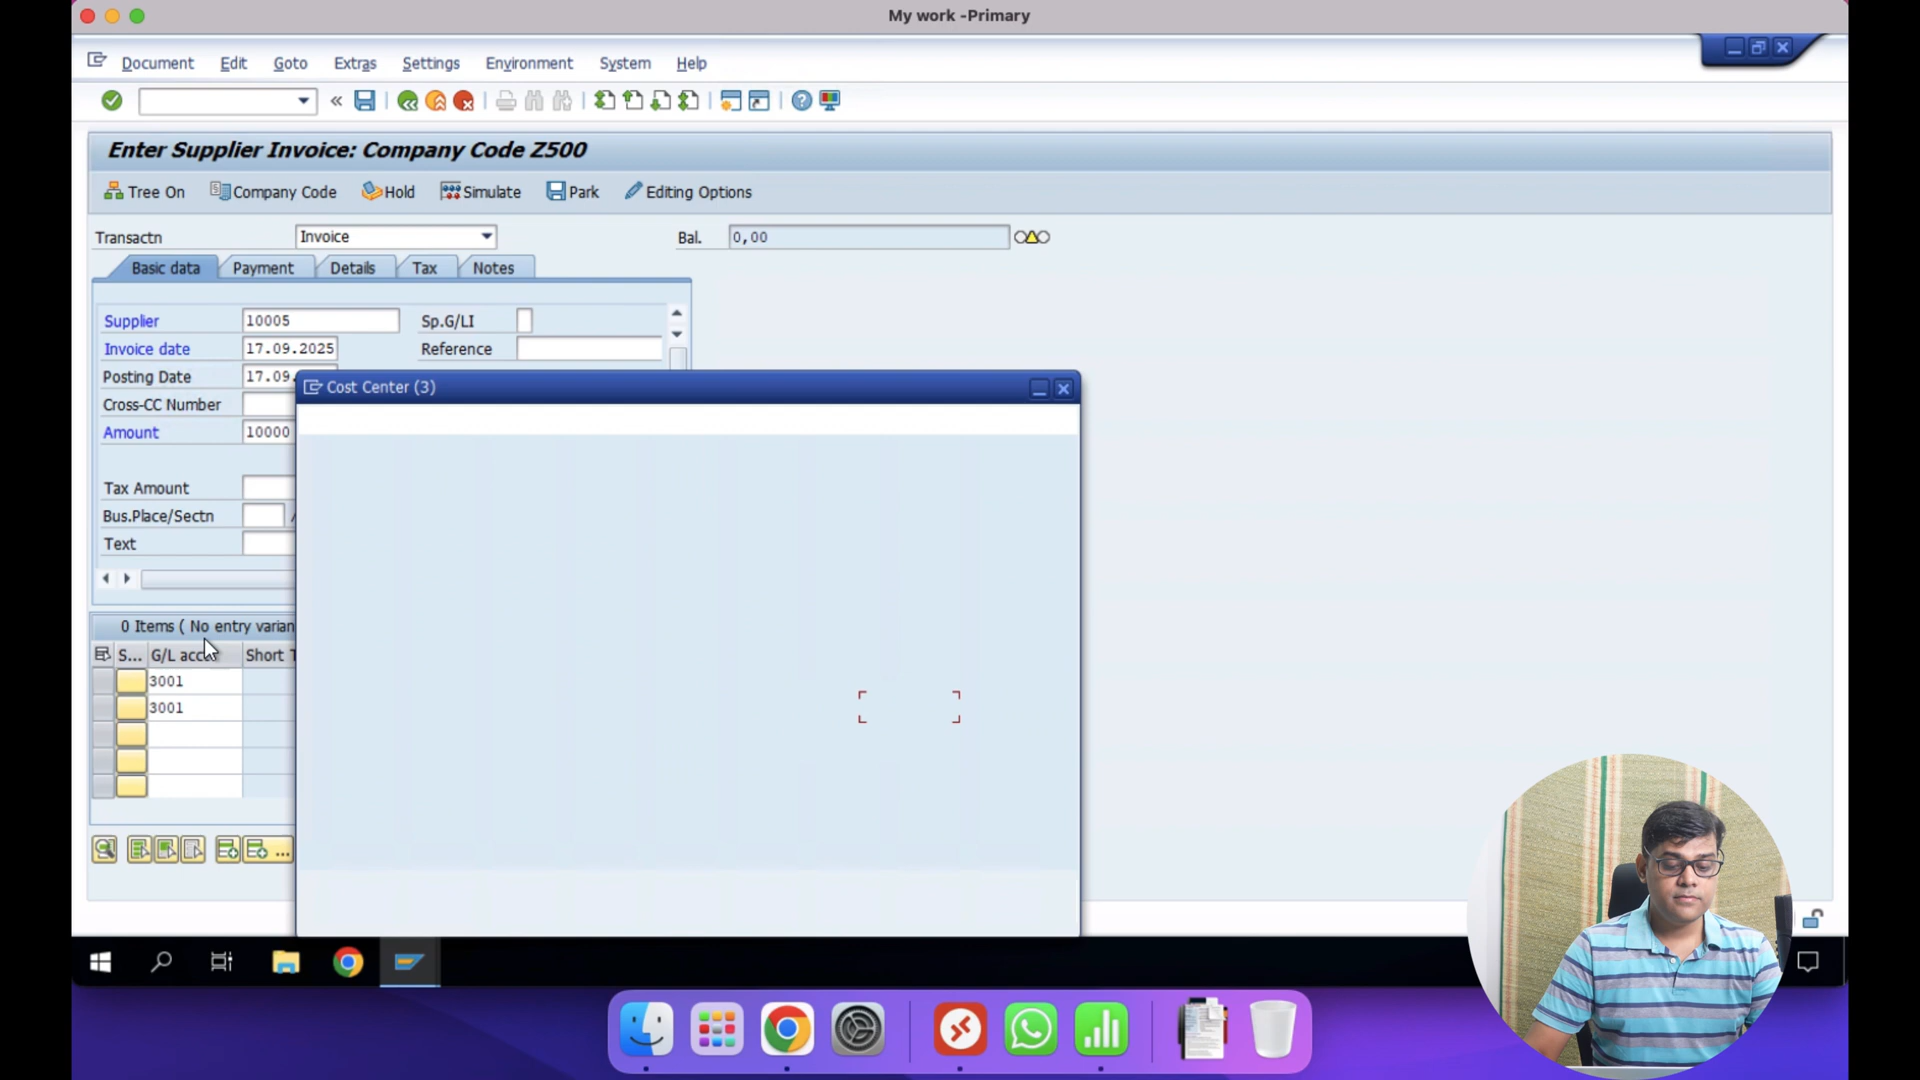 My work -Primary
Document Edit Goto Extras Settings Environment System Help
Enter Supplier Invoice: Company Code Z500
Tree On Company Code Hold Simulate Park Editing Options
Transactn Invoice Bal. 0,00
Basic data Payment Details Tax Notes
Supplier 10005 Sp.G/LI
Invoice date 17.09.2025 Reference
Posting Date 17.09.
Cost Center (3)
Cross-CC Number
Amount 10000
Tax Amount
Bus.Place/Sectn /
Text
0 Items ( No entry varian
S... G/L acc Short T
3001
3001
...